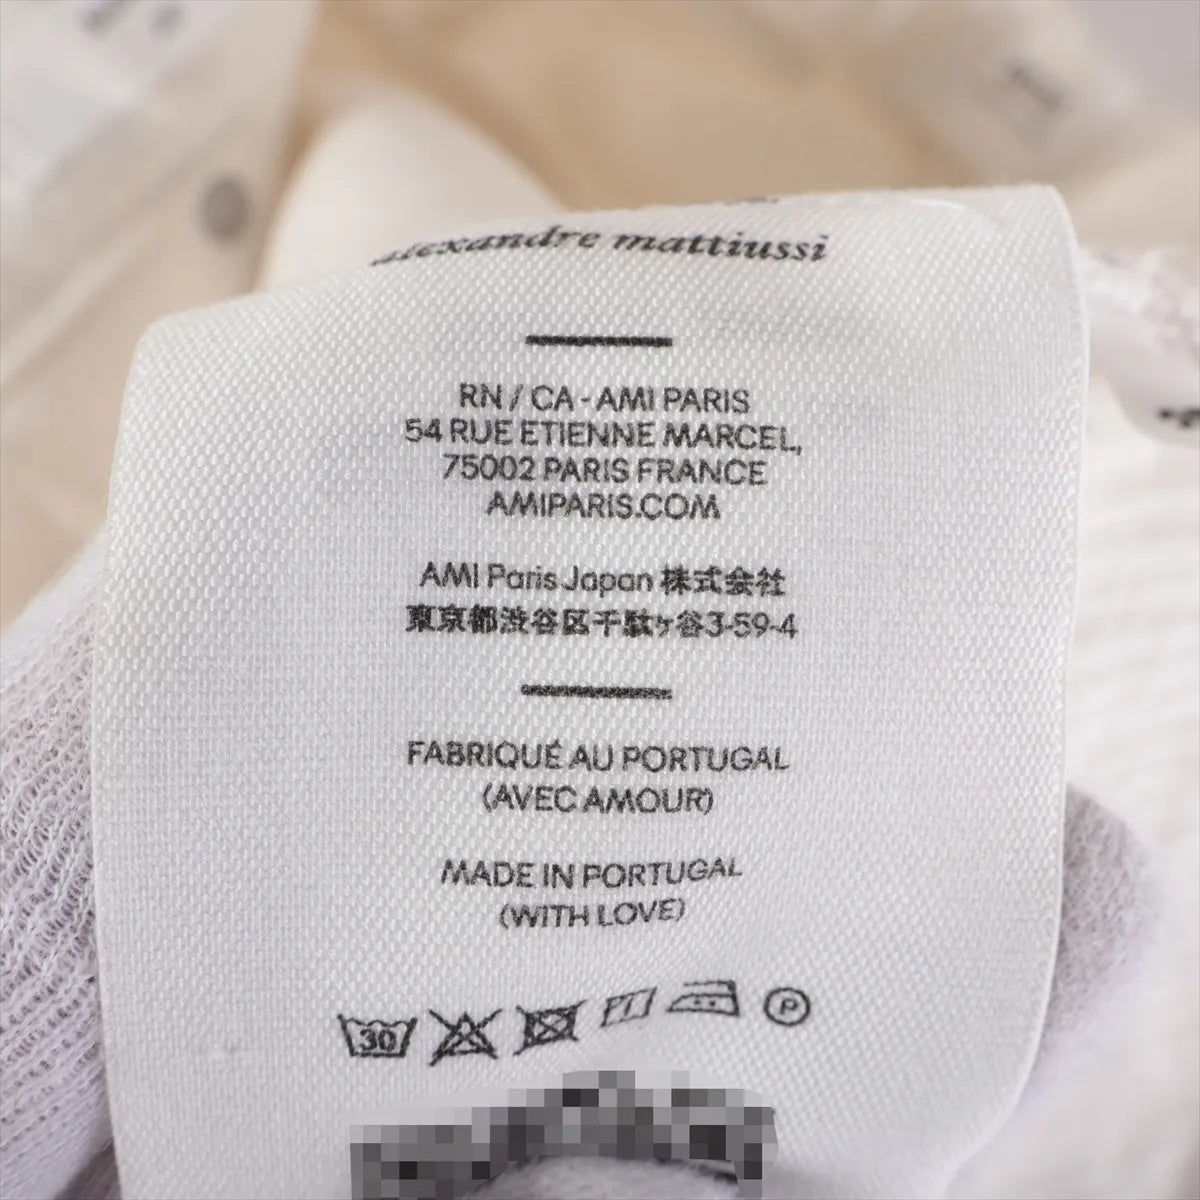 alexandre mattiussi
RN / CA - AMI PARIS
54 RUE ETIENNE MARCEL,
75002 PARIS FRANCE
AMIPARIS.COM
AMI Paris Japan 株式会社
東京都渋谷区千駄ヶ谷3-59-4
FABRIQUÉ AU PORTUGAL
(AVEC AMOUR)
MADE IN PORTUGAL
(WITH LOVE)
30
P